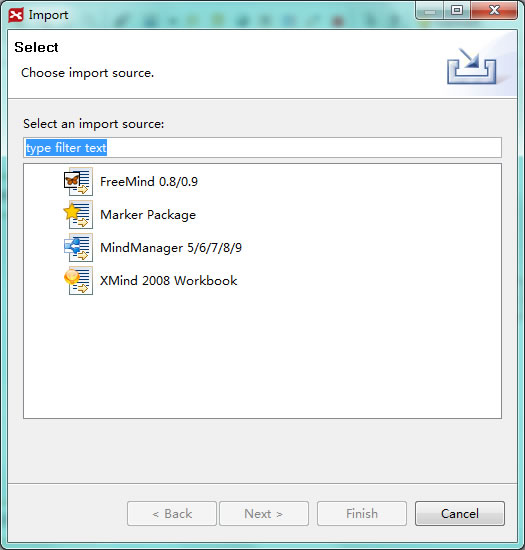 Import
Select
Choose import source.
Select an import source:
type filter text
FreeMind 0.8/0.9
Marker Package
MindManager 5/6/7/8/9
XMind 2008 Workbook
< Back Next > Finish Cancel